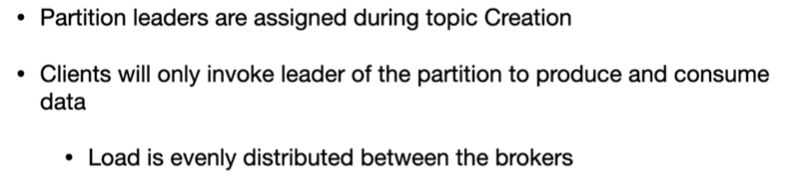 • Partition leaders are assigned during topic Creation
• Clients will only invoke leader of the partition to produce and consume
data
• Load is evenly distributed between the brokers